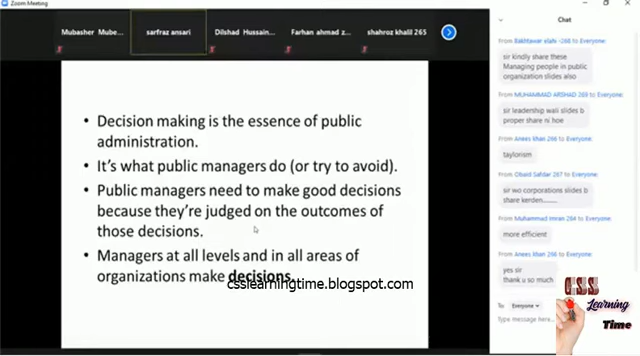 Zoom Meeting
Mubasher Mube...
sarfraz ansari
Dilshad Hussain...
Farhan ahmad z...
shahroz khalil 265
• Decision making is the essence of public
administration.
• It's what public managers do (or try to avoid).
• Public managers need to make good decisions
because they're judged on the outcomes of
those decisions.
• Managers at all levels and in all areas of
organizations make decisions.
csslearningtime.blogspot.com
Chat
From Bakhtawar elahi -268 to Everyone:
sir kindly share these
Managing people in public
organization slides also
From MUHAMMAD ARSHAD 269 to Everyone:
sir leadership wali slides b
proper share ni hoe
From Anees khan 266 to Everyone:
taylorism
From Obaid Safdar 267 to Everyone:
sir wo corporations slides b
share kerden.........
From Muhammad Imran 264 to Everyone:
more efficient
From Anees khan 266 to Everyone:
yes sir
thank u so much
To: Everyone
Type message here...
CSS
Learning
Time